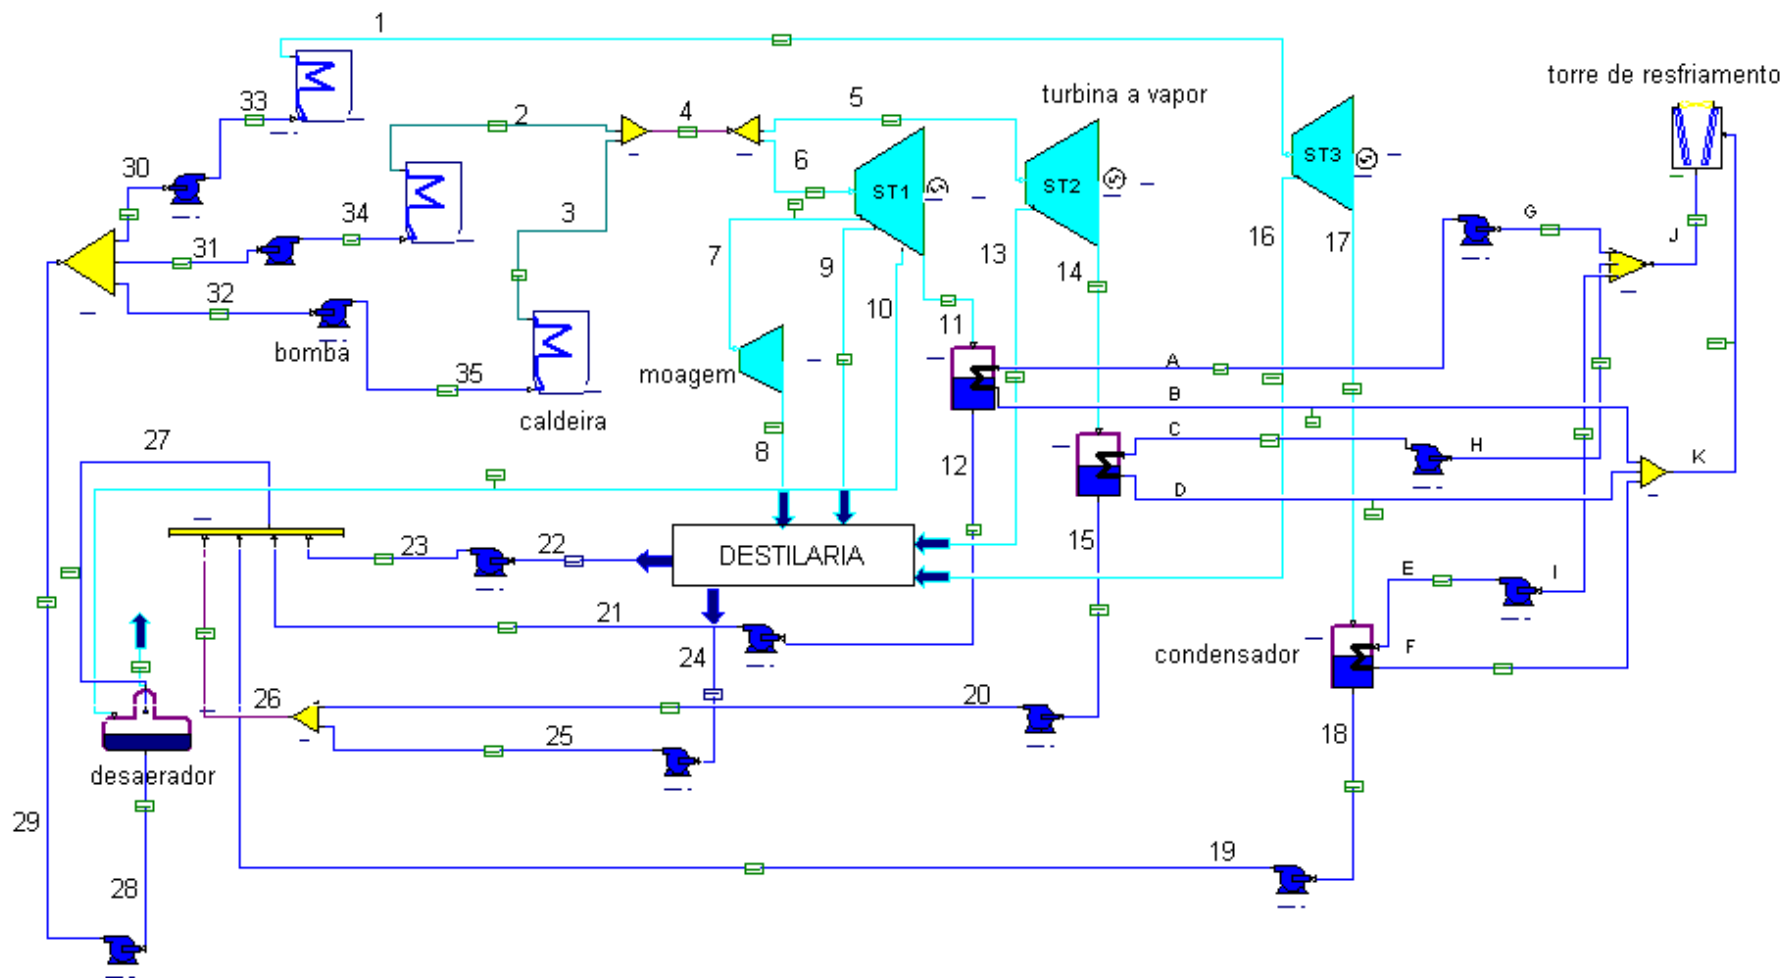 1
torre de resfriamento
33
2
4
5
turbina a vapor
30
6
ST1
ST2
ST3
34
3
7
9
13
16
17
G
31
14
J
32
10
11
bomba
moagem
A
35
B
caldeira
C
27
8
12
H
K
D
23
22
DESTILARIA
15
E
I
21
24
condensador
F
26
20
25
18
desaerador
29
19
28